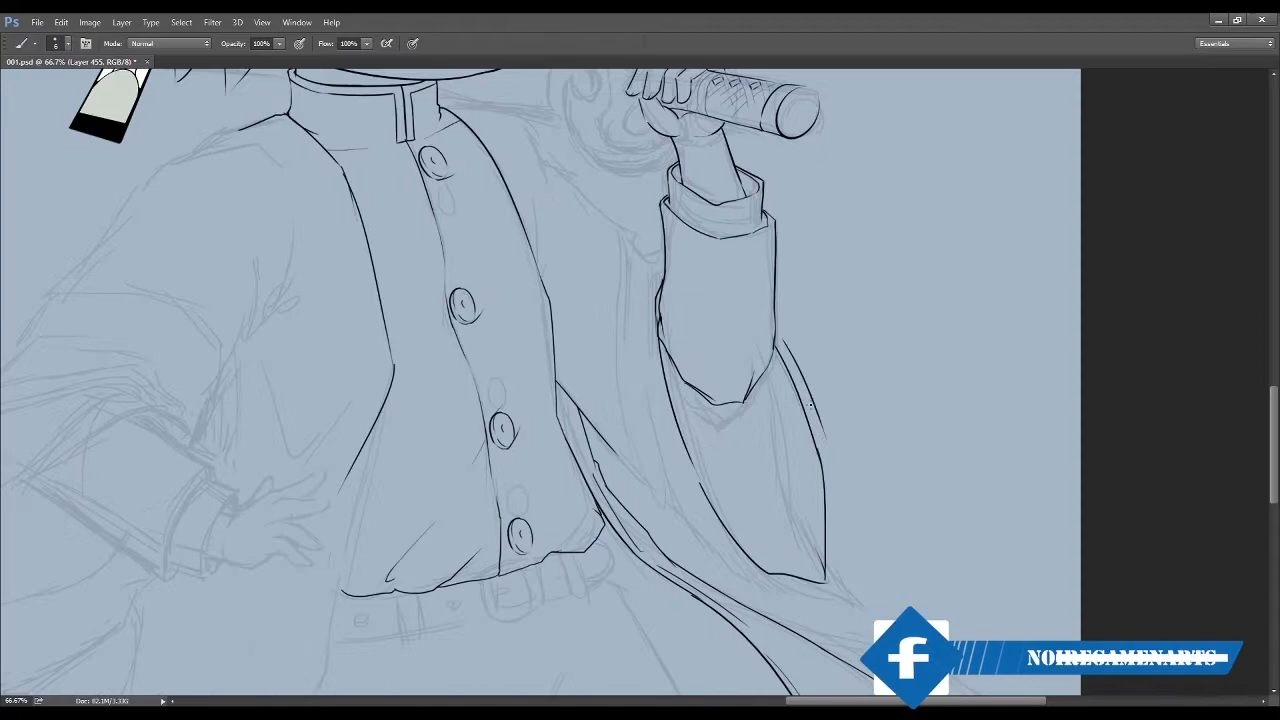 Ps File Edit Image Layer Type Select Filter 3D View Window Help
6 Mode: Normal Opacity: 100% Flow: 100% Essentials
001.psd @ 66.7% (Layer 455, RGB/8) * ×
66.67% Doc: 82.1M/3.33G
f NOIREGAMENARTS